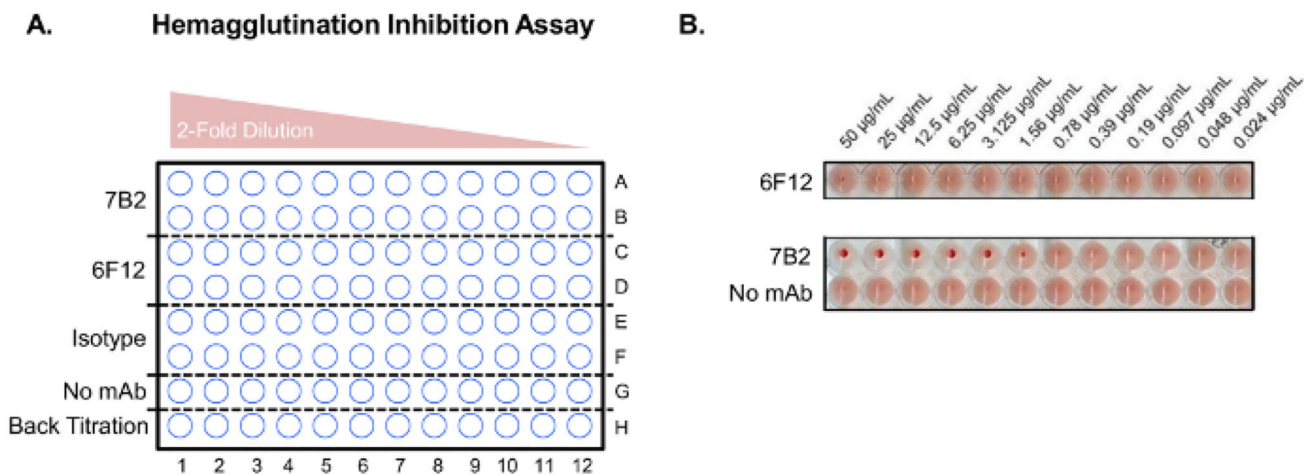 A.
Hemagglutination Inhibition Assay
2-Fold Dilution
7B2
6F12
Isotype
No mAb
Back Titration
A
B
C
D
E
F
G
H
1 2 3 4 5 6 7 8 9 10 11 12
B.
50 µg/mL
25 µg/mL
12.5 µg/mL
6.25 µg/mL
3.125 µg/mL
1.56 µg/mL
0.78 µg/mL
0.39 µg/mL
0.19 µg/mL
0.097 µg/mL
0.048 µg/mL
0.024 µg/mL
6F12
7B2
No mAb